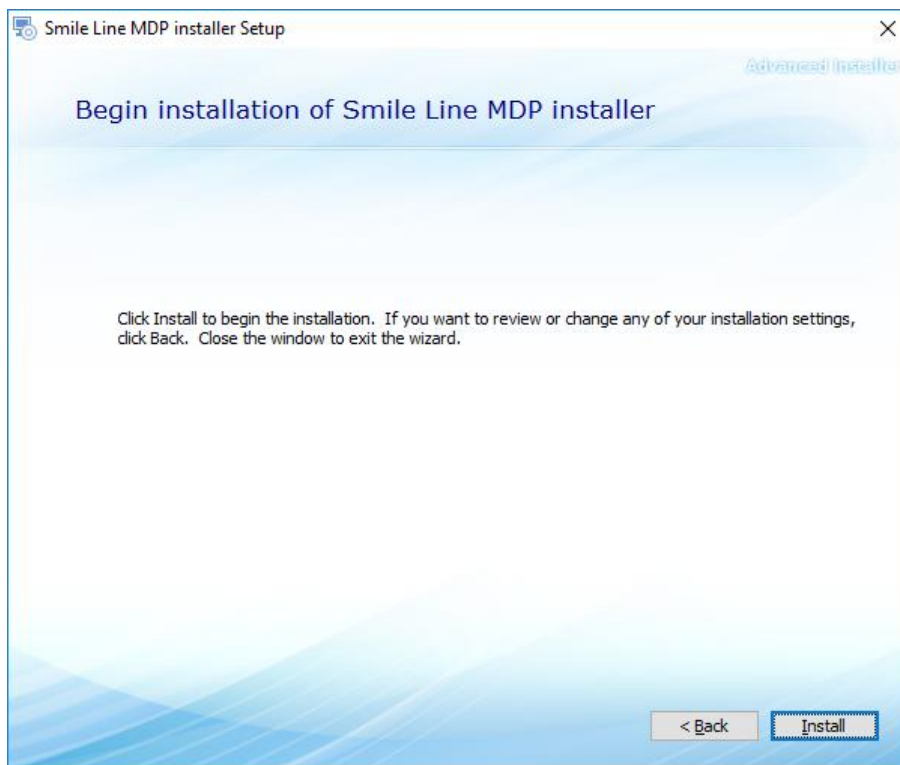 Smile Line MDP installer Setup
Advanced Installer
Begin installation of Smile Line MDP installer
Click Install to begin the installation.  If you want to review or change any of your installation settings,
click Back.  Close the window to exit the wizard.
< Back
Install